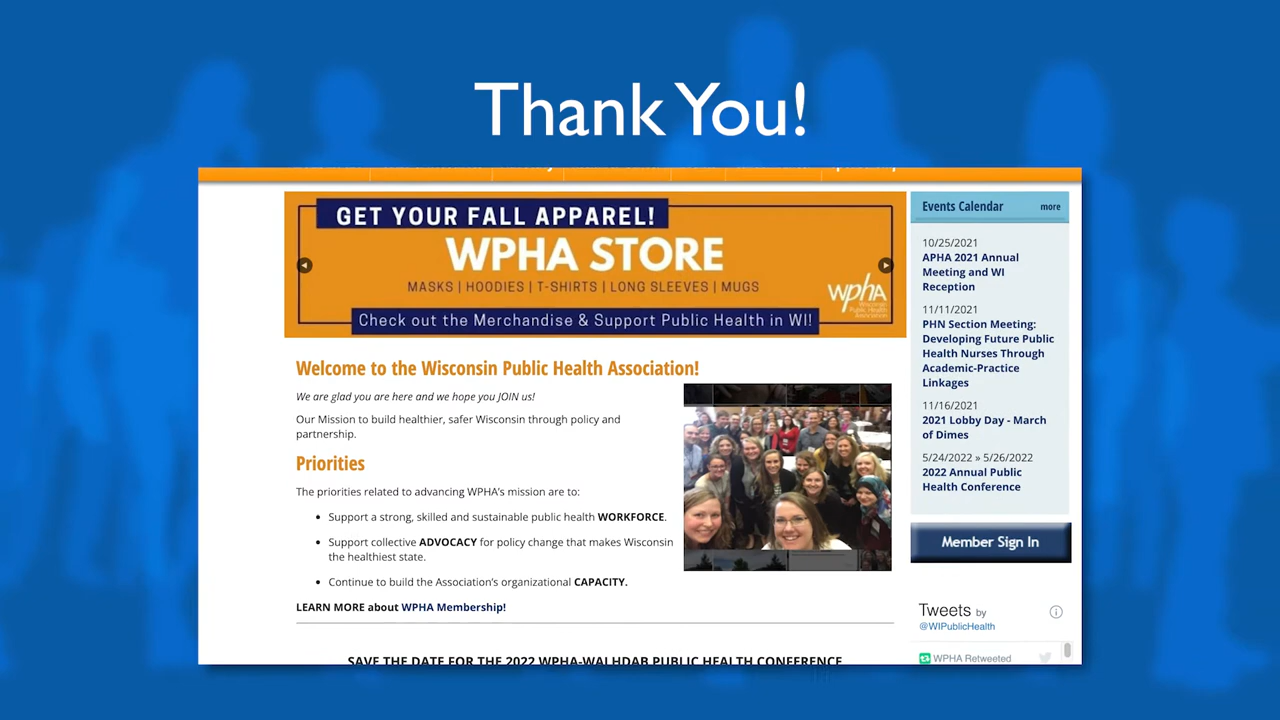 Thank You!
GET YOUR FALL APPAREL!
WPHA STORE
MASKS | HOODIES | T-SHIRTS | LONG SLEEVES | MUGS
wpha
Wisconsin
Public Health
Association
Check out the Merchandise & Support Public Health in WI!
Welcome to the Wisconsin Public Health Association!
We are glad you are here and we hope you JOIN us!
Our Mission to build healthier, safer Wisconsin through policy and
partnership.
Priorities
The priorities related to advancing WPHA's mission are to:
• Support a strong, skilled and sustainable public health WORKFORCE.
• Support collective ADVOCACY for policy change that makes Wisconsin
the healthiest state.
• Continue to build the Association's organizational CAPACITY.
LEARN MORE about WPHA Membership!
SAVE THE DATE FOR THE 2022 WPHA-WALHDAB PUBLIC HEALTH CONFERENCE
Events Calendar more
10/25/2021
APHA 2021 Annual
Meeting and WI
Reception
11/11/2021
PHN Section Meeting:
Developing Future Public
Health Nurses Through
Academic-Practice
Linkages
11/16/2021
2021 Lobby Day - March
of Dimes
5/24/2022 » 5/26/2022
2022 Annual Public
Health Conference
Member Sign In
Tweets by
@WIPublicHealth
WPHA Retweeted